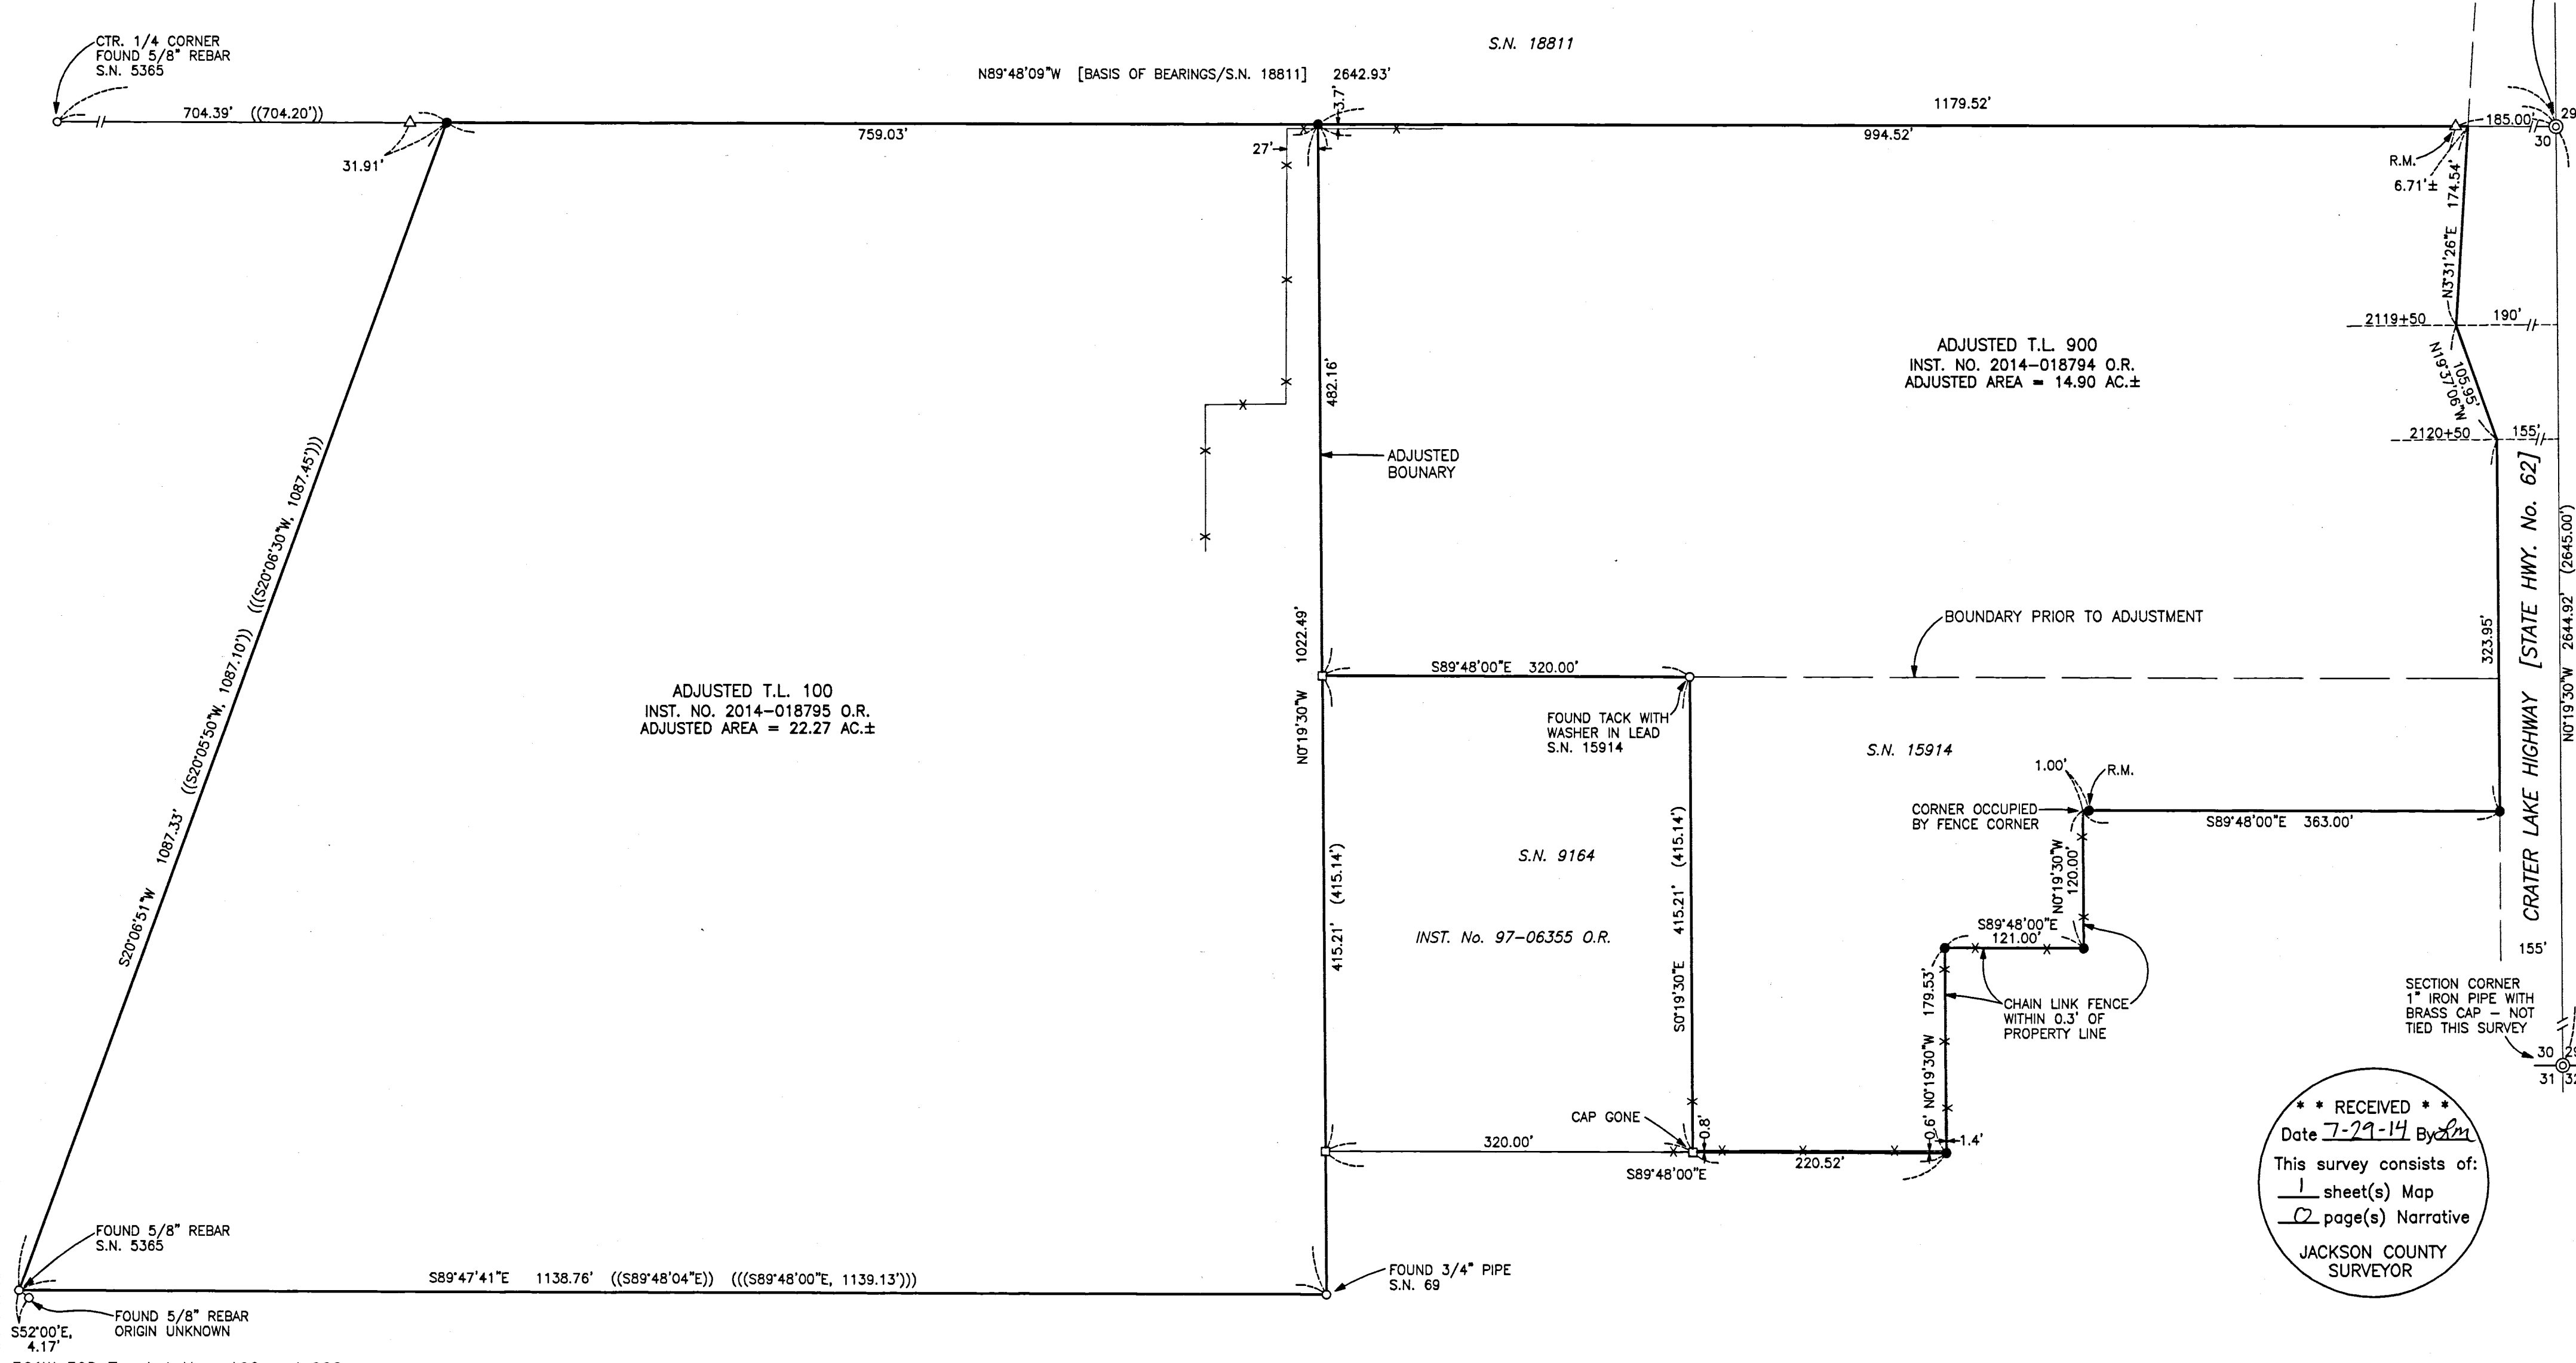 S.N. 18811
CTR. 1/4 CORNER
FOUND 5/8" REBAR
S.N. 5365
N89°48'09"W [BASIS OF BEARINGS/S.N. 18811] 2642.93'
704.39' ((704.20'))
31.91'
759.03'
3.7'
27'
1179.52'
994.52'
185.00'
29
30
R.M.
6.71'±
N3°31'26"E 174.54'
2119+50
190'
N19°37'06"W
105.95'
2120+50
155'
ADJUSTED T.L. 900
INST. NO. 2014-018794 O.R.
ADJUSTED AREA = 14.90 AC.±
482.16'
ADJUSTED
BOUNARY
S20°06'51"W 1087.33' ((S20°05'50"W, 1087.10')) (((S20°06'30"W, 1087.45')))
ADJUSTED T.L. 100
INST. NO. 2014-018795 O.R.
ADJUSTED AREA = 22.27 AC.±
N0°19'30"W 1022.49'
BOUNDARY PRIOR TO ADJUSTMENT
S89°48'00"E 320.00'
323.95'
CRATER LAKE HIGHWAY [STATE HWY. No. 62]
N0°19'30"W 2644.92' (2645.00')
FOUND TACK WITH
WASHER IN LEAD
S.N. 15914
S.N. 15914
1.00'
R.M.
CORNER OCCUPIED
BY FENCE CORNER
S89°48'00"E 363.00'
N0°19'30"W
120.00'
S.N. 9164
415.21' (415.14')
S0°19'30"E 415.21' (415.14')
INST. No. 97-06355 O.R.
S89°48'00"E
121.00'
155'
N0°19'30"W 179.53'
CHAIN LINK FENCE
WITHIN 0.3' OF
PROPERTY LINE
SECTION CORNER
1" IRON PIPE WITH
BRASS CAP - NOT
TIED THIS SURVEY
30
31
CAP GONE
0.8'
0.6'
1.4'
320.00'
S89°48'00"E
220.52'
* * RECEIVED * *
Date 7-29-14 By
This survey consists of:
1 sheet(s) Map
0 page(s) Narrative
JACKSON COUNTY
SURVEYOR
FOUND 5/8" REBAR
S.N. 5365
S89°47'41"E 1138.76' ((S89°48'04"E)) (((S89°48'00"E, 1139.13')))
FOUND 3/4" PIPE
S.N. 69
FOUND 5/8" REBAR
ORIGIN UNKNOWN
S52°00'E,
4.17'